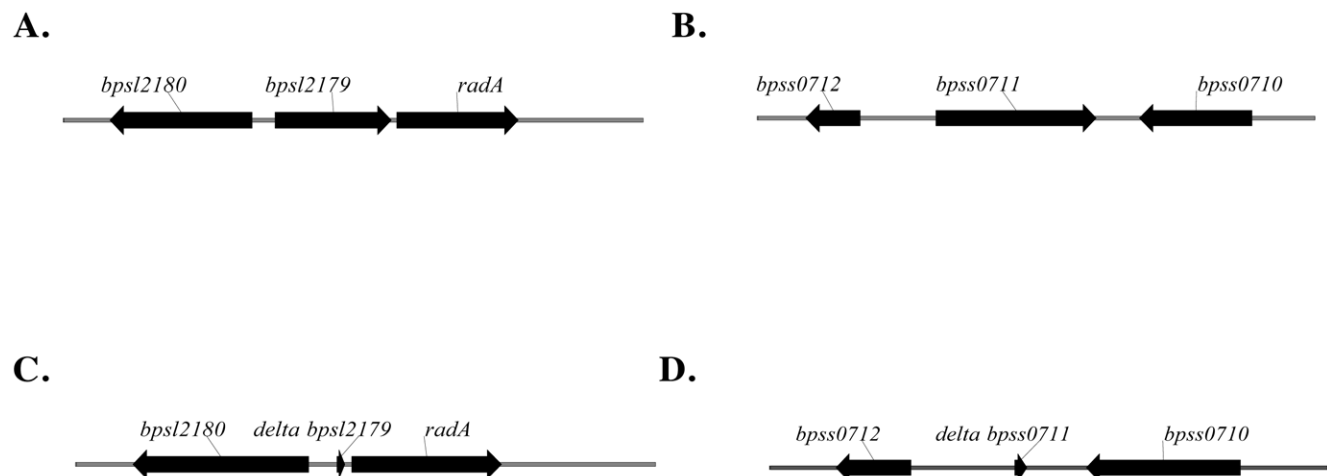 A.
bpsl2180 bpsl2179 radA
B.
bpss0712 bpss0711 bpss0710
C.
bpsl2180 delta bpsl2179 radA
D.
bpss0712 delta bpss0711 bpss0710